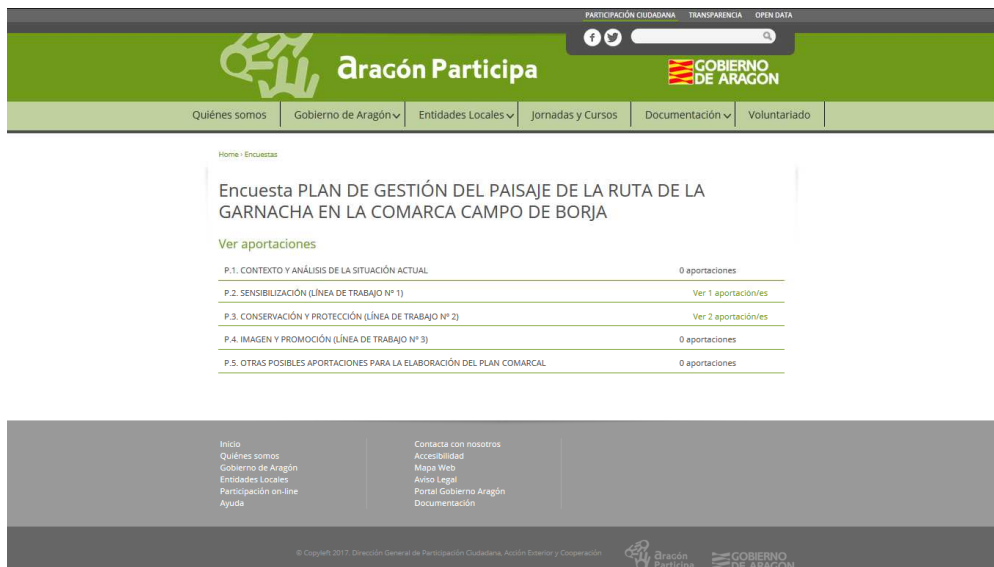 PARTICIPACIÓN CIUDADANA TRANSPARENCIA OPEN DATA
aragón Participa
GOBIERNO
DE ARAGON
Quiénes somos Gobierno de Aragón Entidades Locales Jornadas y Cursos Documentación Voluntariado
Home › Encuestas
Encuesta PLAN DE GESTIÓN DEL PAISAJE DE LA RUTA DE LA
GARNACHA EN LA COMARCA CAMPO DE BORJA
Ver aportaciones
P.1. CONTEXTO Y ANÁLISIS DE LA SITUACIÓN ACTUAL 0 aportaciones
P.2. SENSIBILIZACIÓN (LÍNEA DE TRABAJO Nº 1) Ver 1 aportación/es
P.3. CONSERVACIÓN Y PROTECCIÓN (LÍNEA DE TRABAJO Nº 2) Ver 2 aportación/es
P.4. IMAGEN Y PROMOCIÓN (LÍNEA DE TRABAJO Nº 3) 0 aportaciones
P.5. OTRAS POSIBLES APORTACIONES PARA LA ELABORACIÓN DEL PLAN COMARCAL 0 aportaciones
Inicio
Quiénes somos
Gobierno de Aragón
Entidades Locales
Participación on-line
Ayuda
Contacta con nosotros
Accesibilidad
Mapa Web
Aviso Legal
Portal Gobierno Aragón
Documentación
© Copyleft 2017. Dirección General de Participación Ciudadana, Acción Exterior y Cooperación
aragón
Participa
GOBIERNO
DE ARAGON